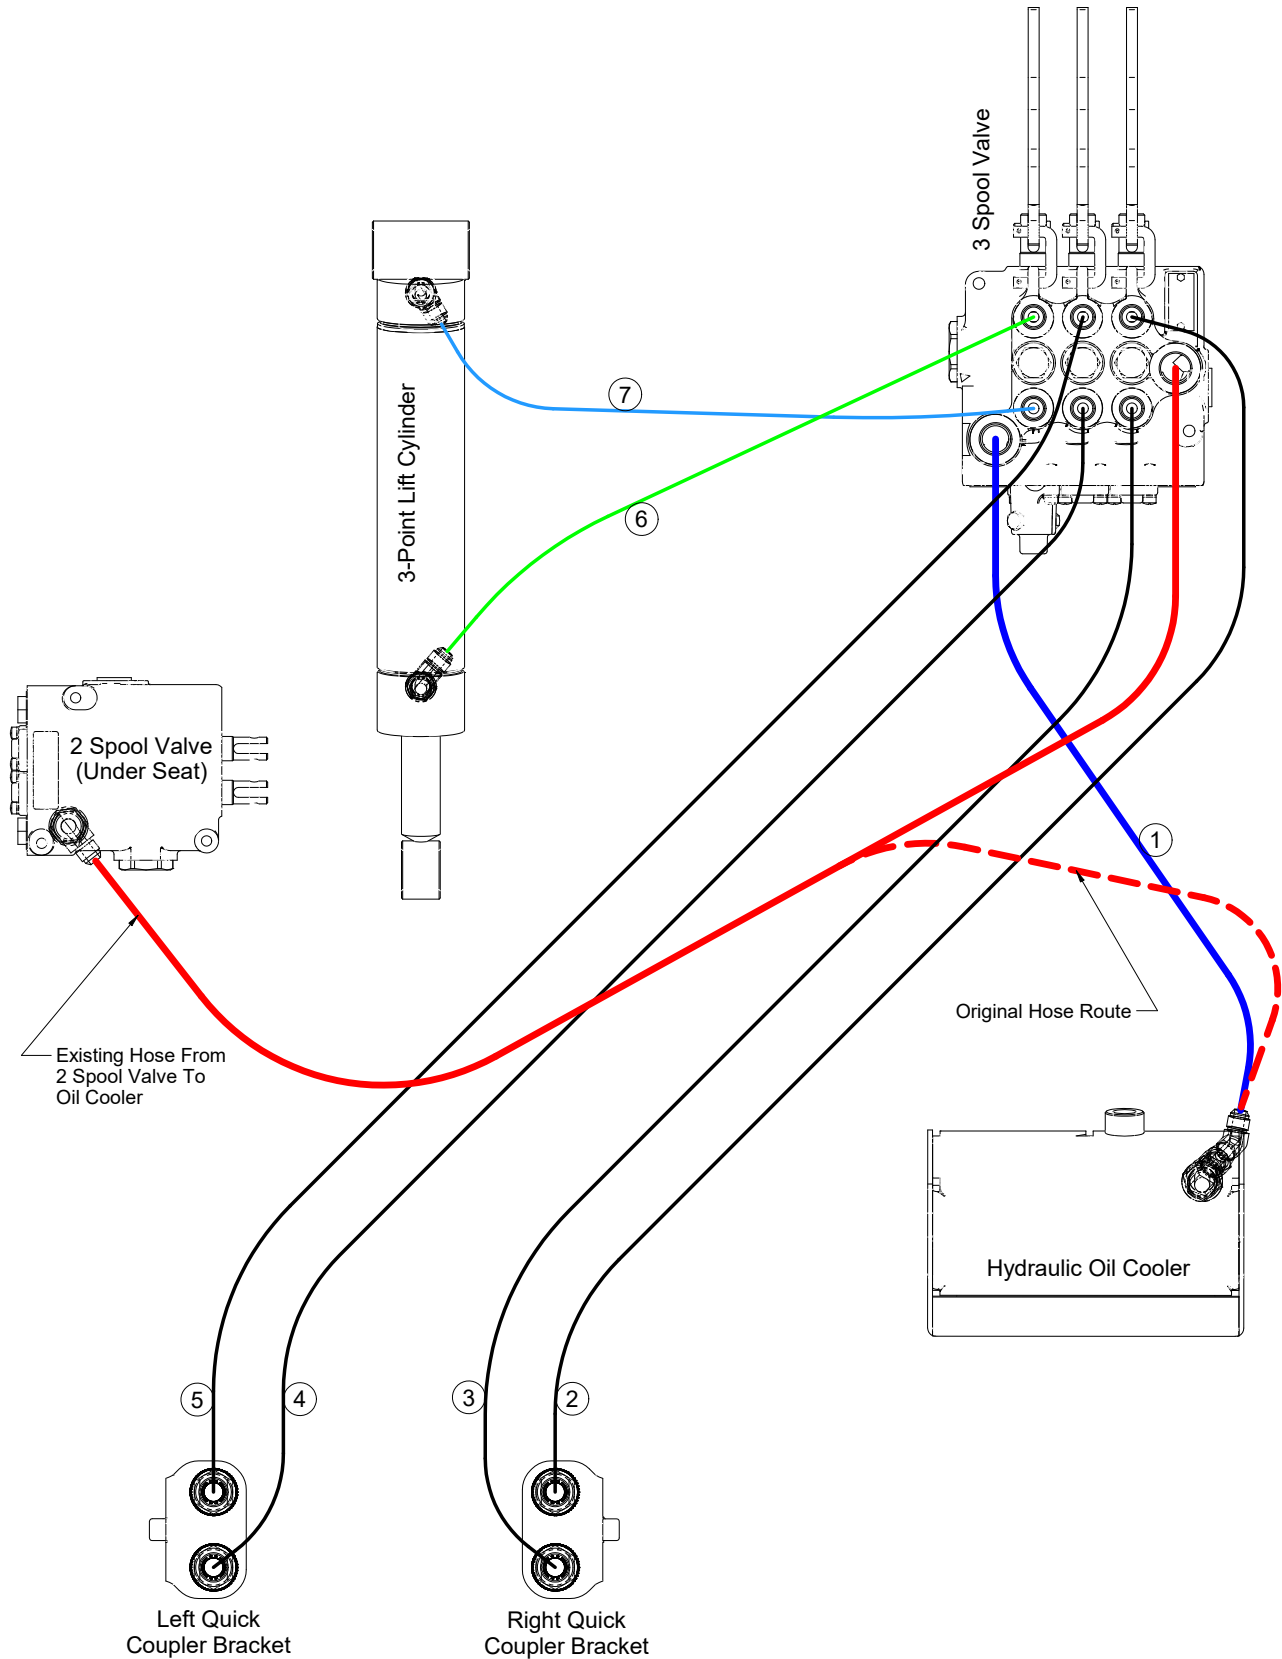 3 Spool Valve
3-Point Lift Cylinder
7
6
2 Spool Valve
(Under Seat)
1
Original Hose Route
Existing Hose From
2 Spool Valve To
Oil Cooler
Hydraulic Oil Cooler
5
4
3
2
Left Quick
Coupler Bracket
Right Quick
Coupler Bracket